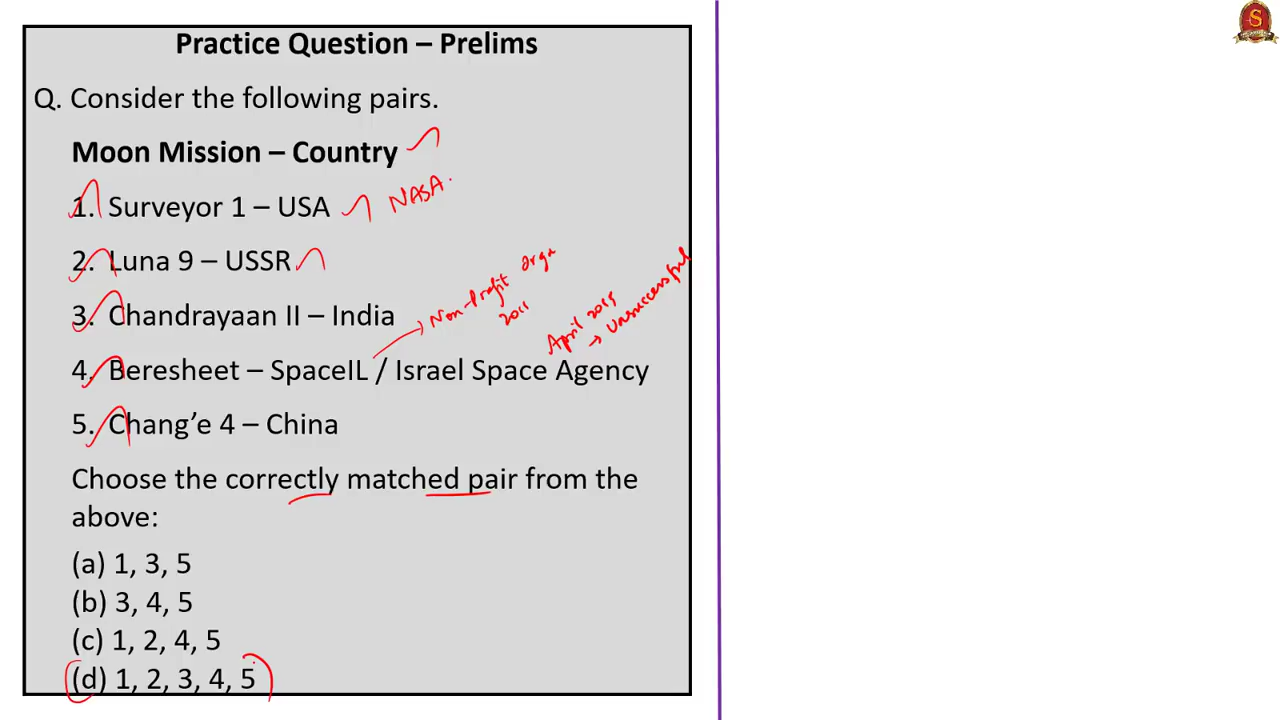 Practice Question – Prelims
Q. Consider the following pairs.
Moon Mission – Country
1. Surveyor 1 – USA NASA.
2. Luna 9 – USSR
3. Chandrayaan II – India
Non-Profit orgn
2011
April 2019
→ Unsuccessful
4. Beresheet – SpaceIL / Israel Space Agency
5. Chang’e 4 – China
Choose the correctly matched pair from the
above:
(a) 1, 3, 5
(b) 3, 4, 5
(c) 1, 2, 4, 5
(d) 1, 2, 3, 4, 5
S